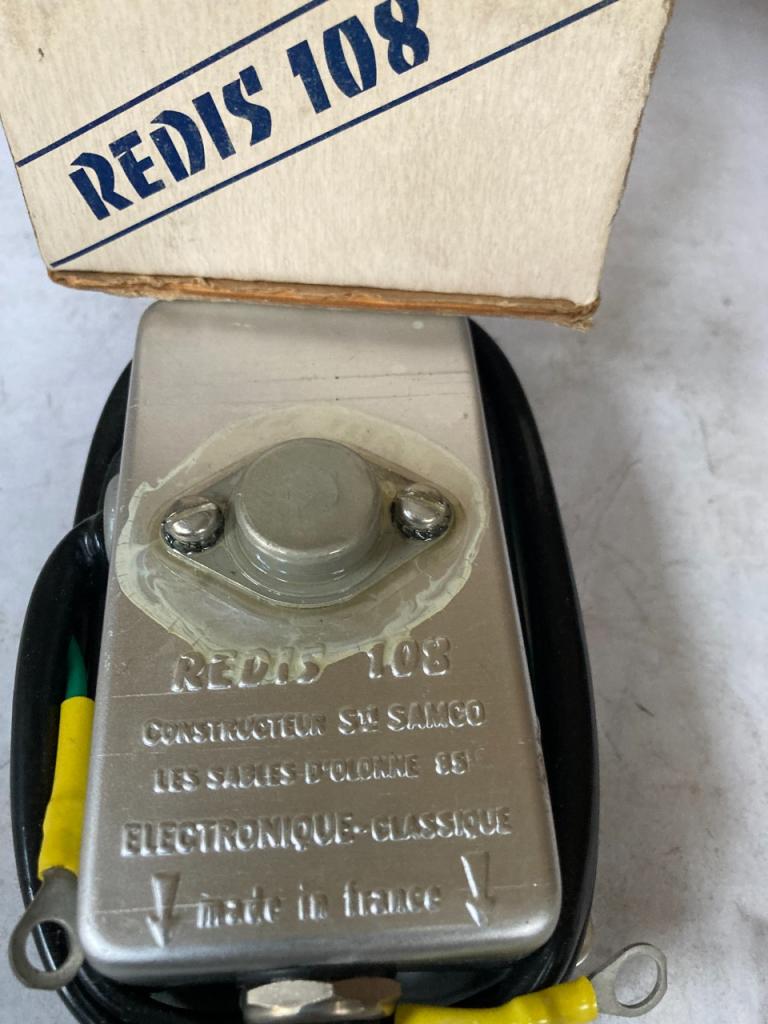 REDIS 108
REDIS 108
CONSTRUCTEUR Sté SAMCO
LES SABLES D'OLONNE 85
ELECTRONIQUE-CLASSIQUE
made in france